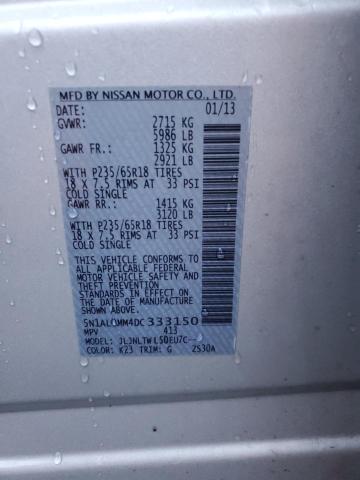 MFD BY NISSAN MOTOR CO., LTD.
DATE: 01/13
GVWR: 2715 KG
5986 LB
GAWR FR.: 1325 KG
2921 LB
WITH P235/65R18 TIRES
18 X 7.5 RIMS AT 33 PSI
COLD SINGLE
GAWR RR.: 1415 KG
3120 LB
WITH P235/65R18 TIRES
18 X 7.5 RIMS AT 33 PSI
COLD SINGLE
THIS VEHICLE CONFORMS TO
ALL APPLICABLE FEDERAL
MOTOR VEHICLE SAFETY AND
THEFT PREVENTION STANDARDS
IN EFFECT ON THE DATE OF
MANUFACTURE SHOWN ABOVE.
5N1AL0MM4DC333150
MPV 413
MODEL: JLJNLTWL50EU7C--
COLOR: K23 TRIM: G ZS30A